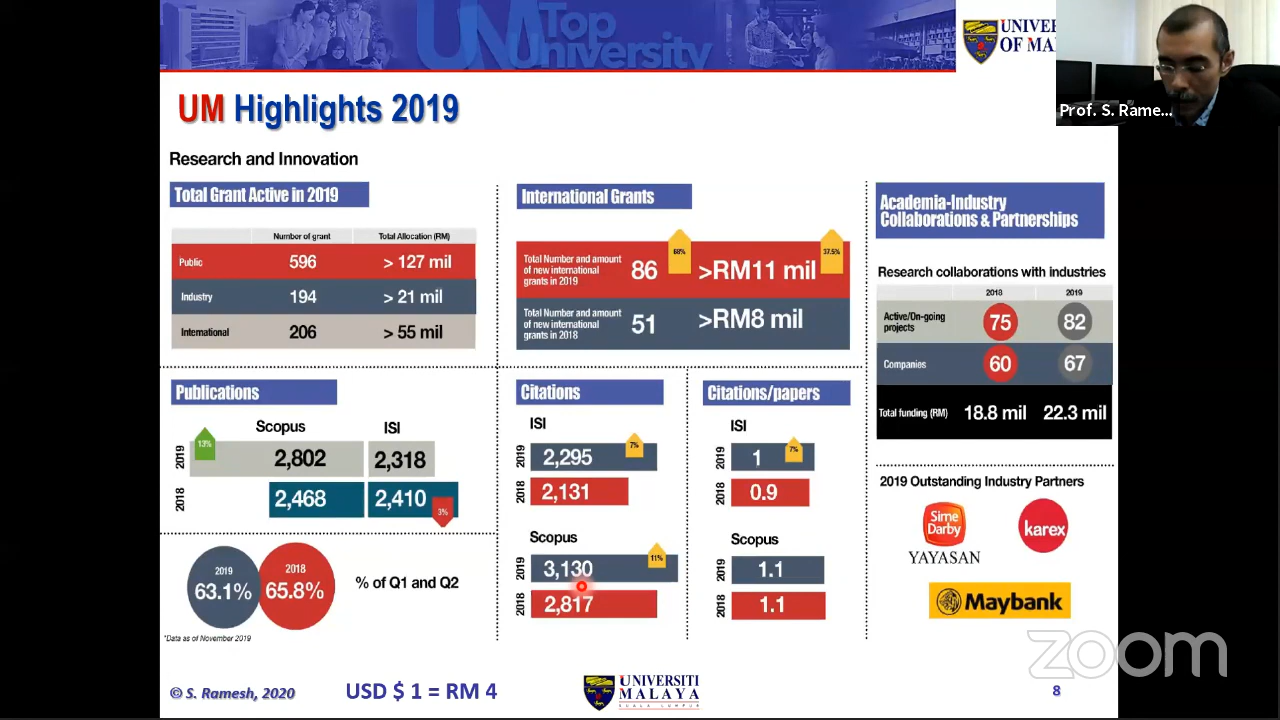 UM Top
University
UNIVERSI
OF MA
Prof. S. Rame...
UM Highlights 2019
Research and Innovation
Total Grant Active in 2019
Number of grant Total Allocation (RM)
Public 596 > 127 mil
Industry 194 > 21 mil
International 206 > 55 mil
International Grants
68% 37.5%
Total Number and amount
of new international
grants in 2019
86 >RM11 mil
Total Number and amount
of new international
grants in 2018
51 >RM8 mil
Academia-Industry
Collaborations & Partnerships
Research collaborations with industries
2018 2019
Active/On-going
projects
75 82
Companies 60 67
Total funding (RM) 18.8 mil 22.3 mil
Publications
Scopus ISI
2019 13% 2,802 2,318
2018 2,468 2,410 3%
2019 63.1%
2018 65.8%
% of Q1 and Q2
*Data as of November 2019
Citations
ISI
2019 2,295 7%
2018 2,131
Scopus
2019 3,130 11%
2018 2,817
Citations/papers
ISI
2019 1 7%
2018 0.9
Scopus
2019 1.1
2018 1.1
2019 Outstanding Industry Partners
Sime
Darby
YAYASAN
karex
Maybank
zoom
© S. Ramesh, 2020
USD $ 1 = RM 4
UNIVERSITI
MALAYA
KUALA LUMPUR
8